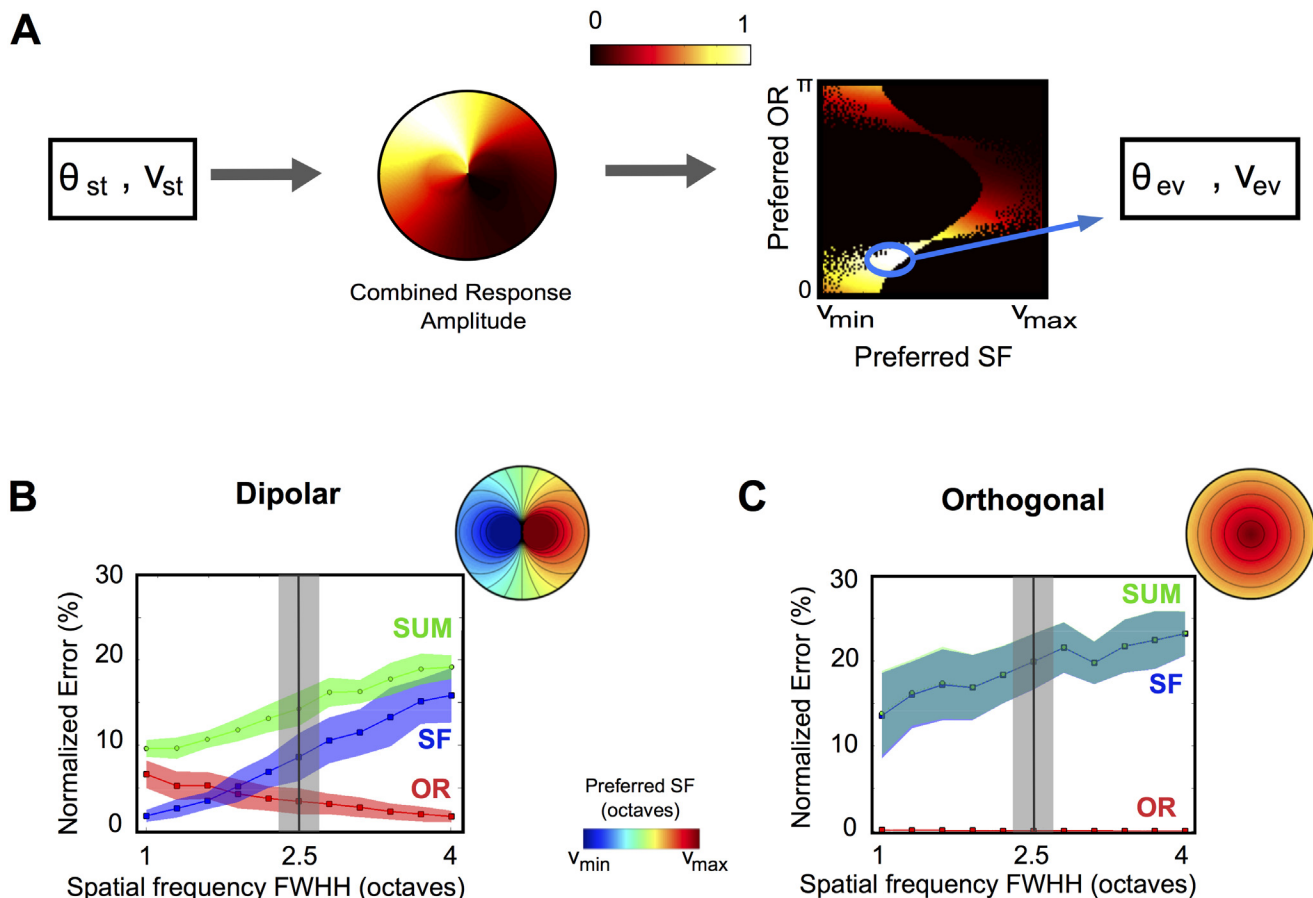 A
0 1
θ st , v st
Combined Response
Amplitude
Preferred OR
π
0
v min v max
Preferred SF
θ ev , v ev
B
Dipolar
Normalized Error (%)
30
20
10
0
SUM
SF
OR
1 2.5 4
Spatial frequency FWHH (octaves)
Preferred SF
(octaves)
v min v max
C
Orthogonal
Normalized Error (%)
30
20
10
0
SUM
SF
OR
1 2.5 4
Spatial frequency FWHH (octaves)